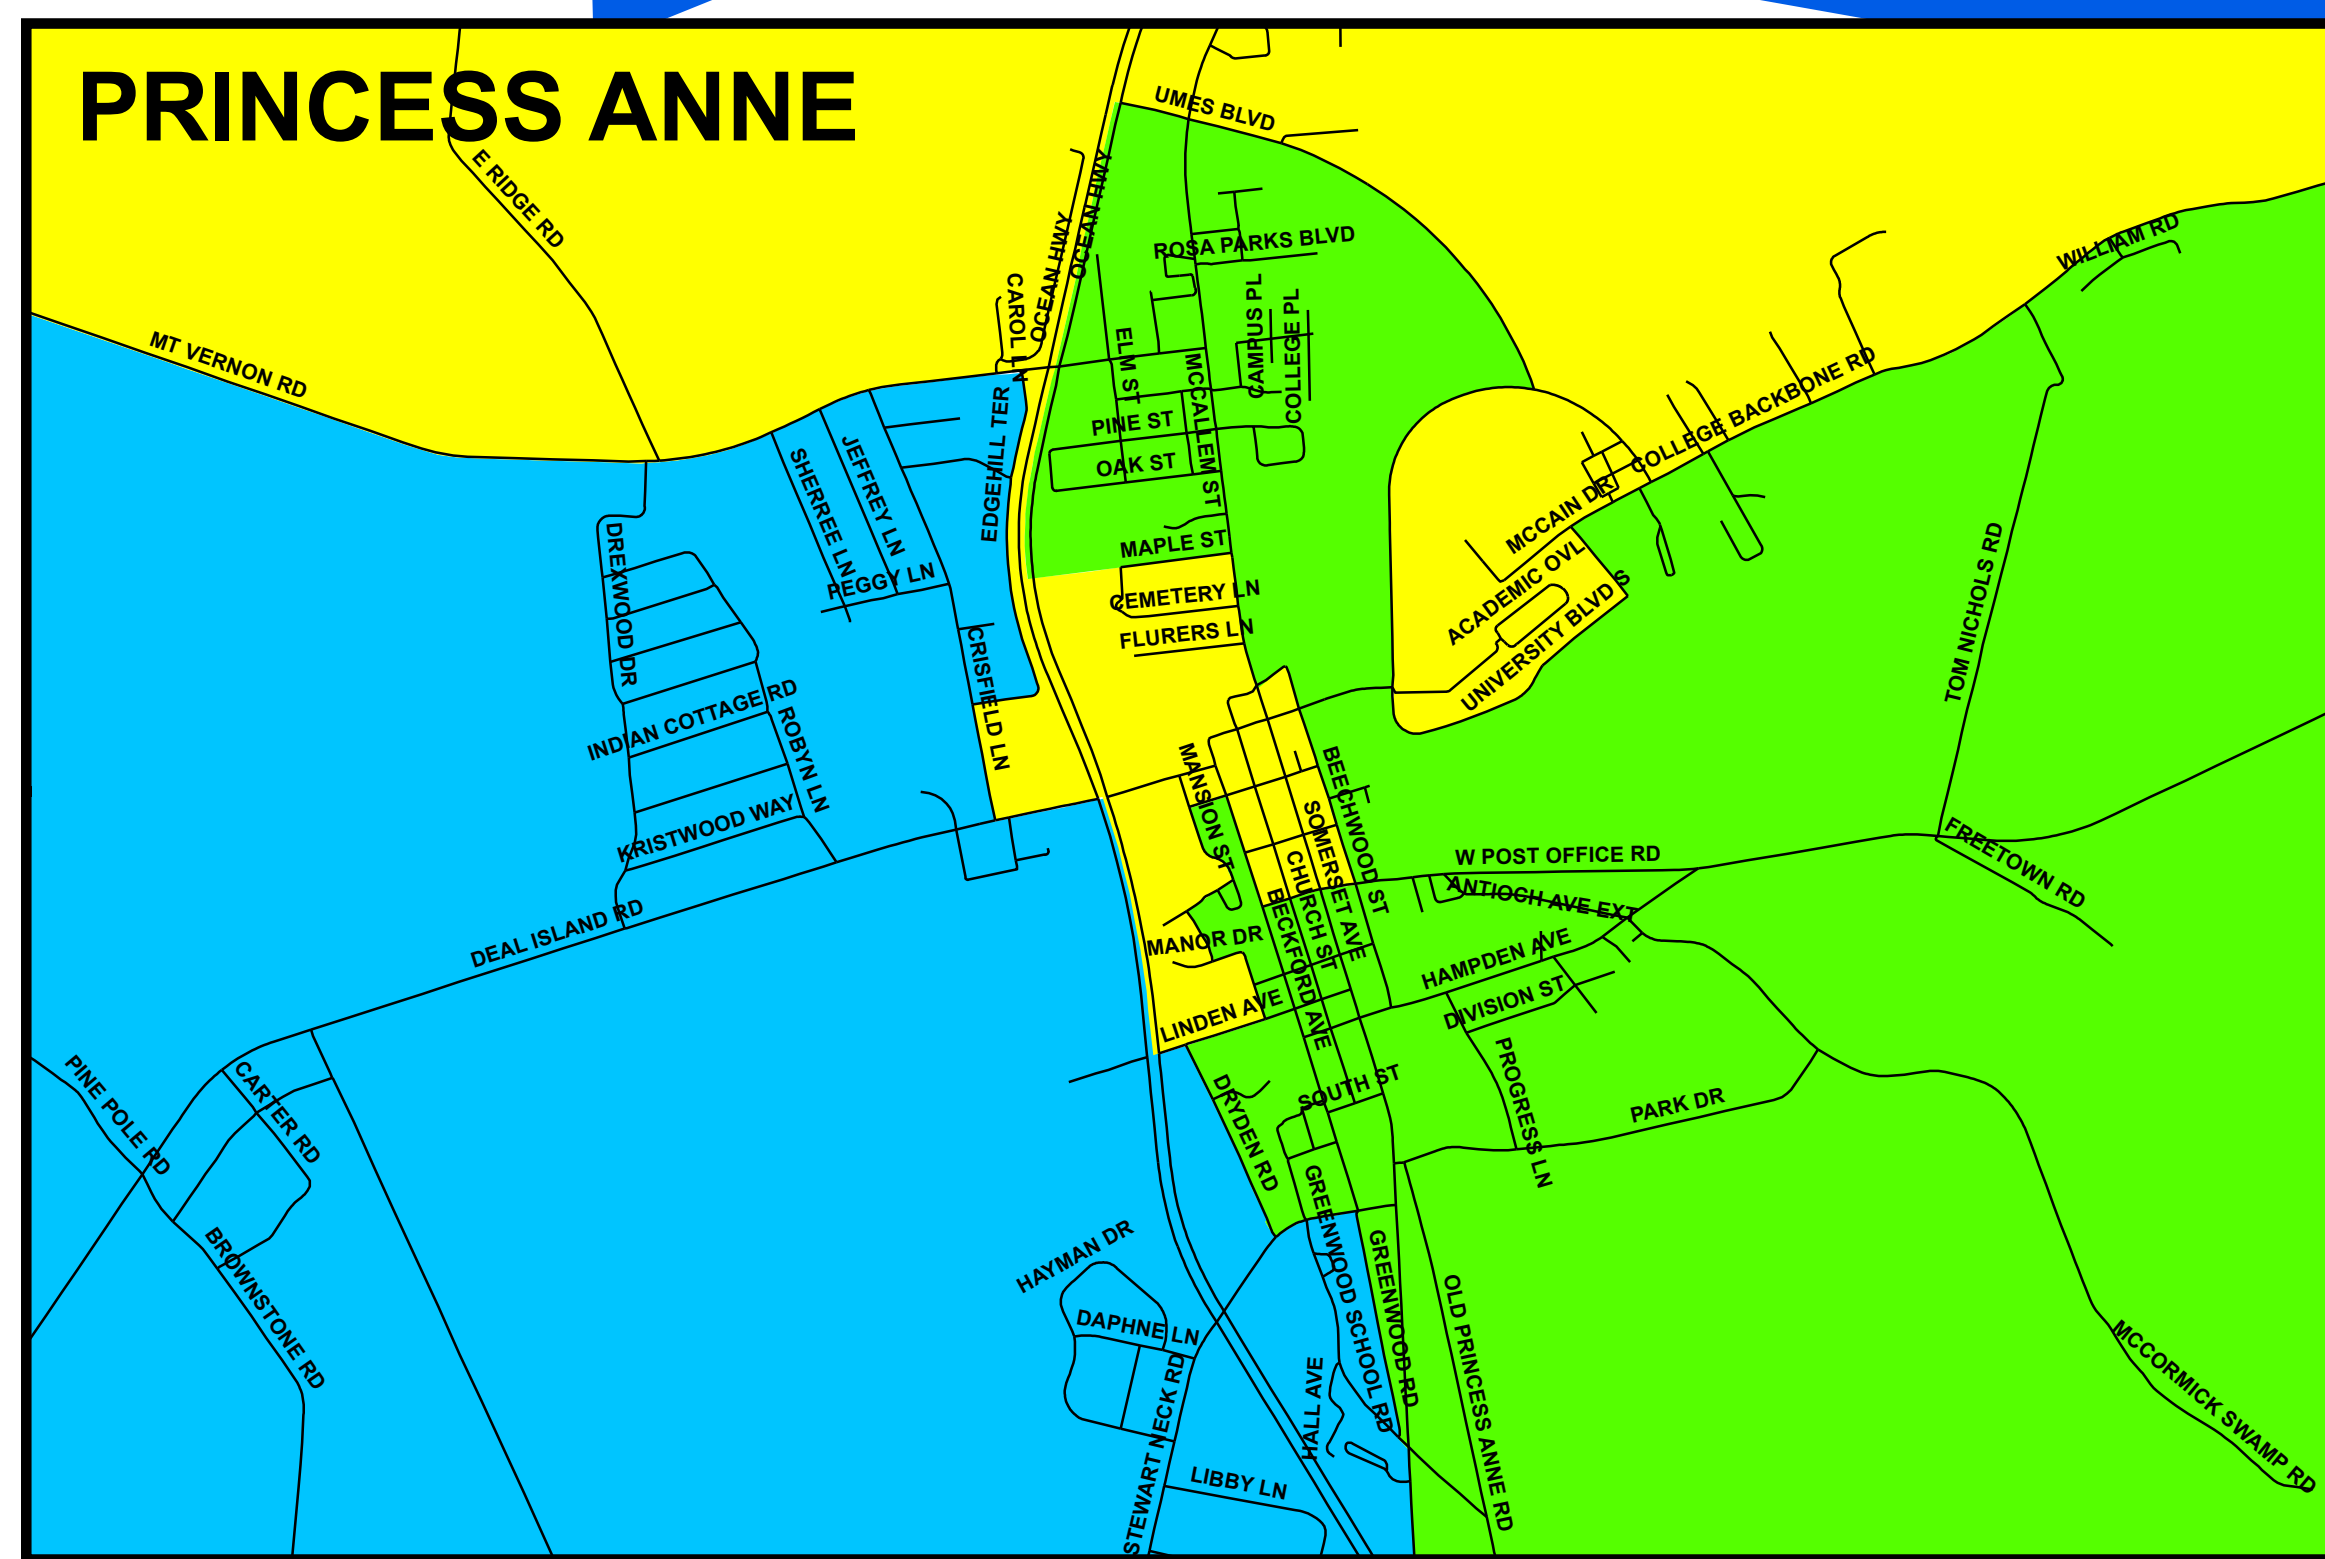 PRINCESS ANNE
UMES BLVD
E RIDGE RD
OCEAN HWY
OCEAN HWY
ROSA PARKS BLVD
WILLIAM RD
CAROL LN
CAMPUS PL
COLLEGE PL
MT VERNON RD
ELM ST
MCCALLEM ST
COLLEGE BACKBONE RD
EDGEHILL TER
PINE ST
OAK ST
SHERREE LN
JEFFREY LN
MCCAIN DR
DREXWOOD DR
MAPLE ST
ACADEMIC OVL
TOM NICHOLS RD
PEGGY LN
CEMETERY LN
UNIVERSITY BLVD S
FLURERS LN
CRISFIELD LN
INDIAN COTTAGE RD
ROBYN LN
MANSION ST
BEECHWOOD ST
KRISTWOOD WAY
SOMERSET AVE
W POST OFFICE RD
FREETOWN RD
CHURCH ST
ANTIOCH AVE EXT
DEAL ISLAND RD
BECKFORD AVE
MANOR DR
HAMPDEN AVE
LINDEN AVE
DIVISION ST
PINE POLE RD
CARTER RD
PROGRESS LN
SOUTH ST
DRYDEN RD
PARK DR
GREENWOOD SCHOOL RD
HAYMAN DR
BROWNSTONE RD
GREENWOOD RD
OLD PRINCESS ANNE RD
DAPHNE LN
MCCORMICK SWAMP RD
HALL AVE
STEWART NECK RD
LIBBY LN